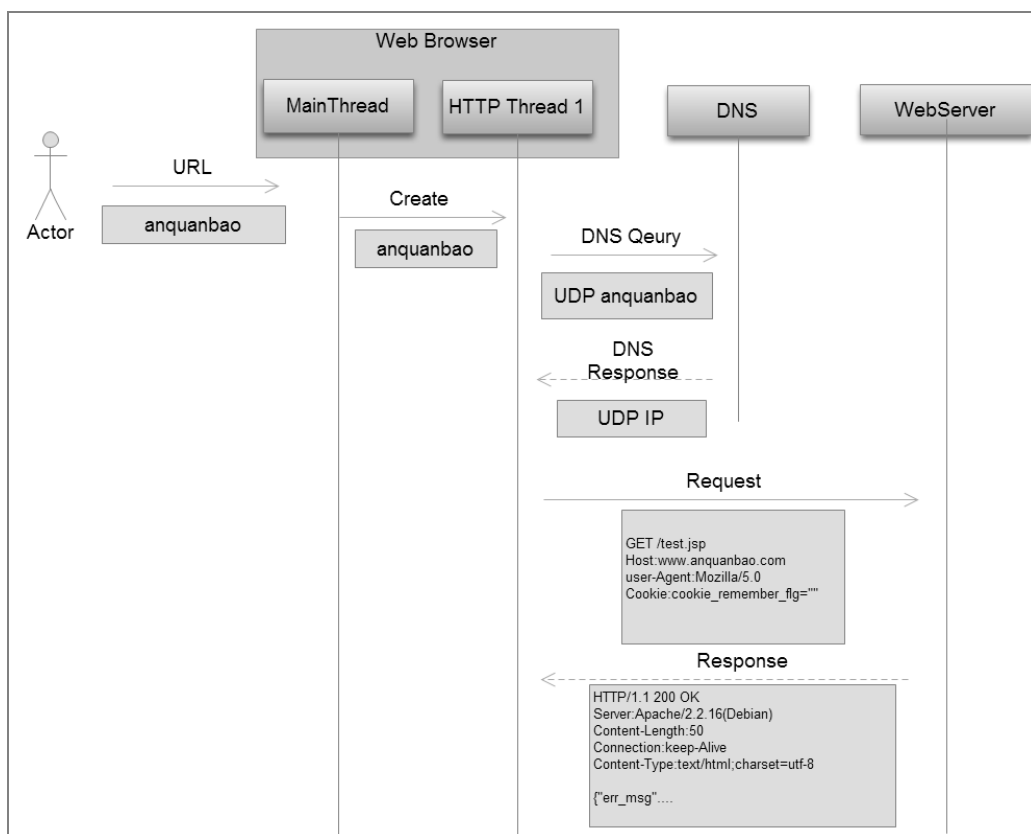 Web Browser
MainThread
HTTP Thread 1
DNS
WebServer
Actor
URL
anquanbao
Create
anquanbao
DNS Qeury
UDP anquanbao
DNS
Response
UDP IP
Request
GET /test.jsp
Host:www.anquanbao.com
user-Agent:Mozilla/5.0
Cookie:cookie_remember_flg=""
Response
HTTP/1.1 200 OK
Server:Apache/2.2.16(Debian)
Content-Length:50
Connection:keep-Alive
Content-Type:text/html;charset=utf-8
{"err_msg"....